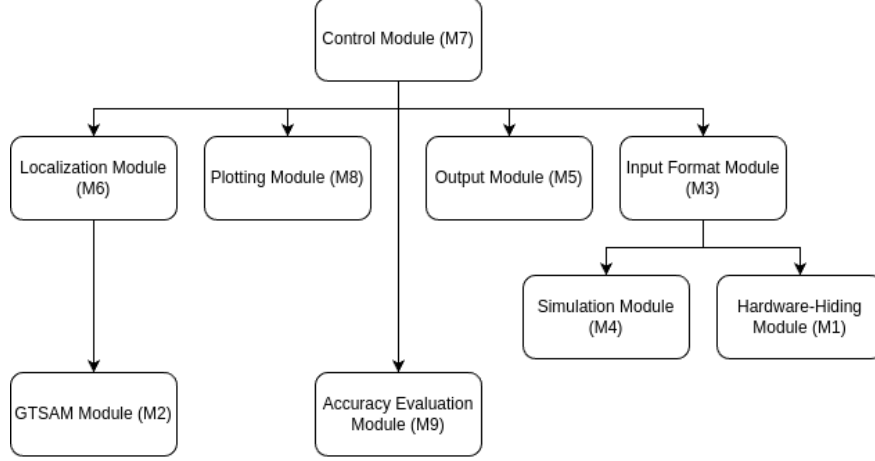 Control Module (M7)
Localization Module
(M6)
Plotting Module (M8)
Output Module (M5)
Input Format Module
(M3)
Simulation Module
(M4)
Hardware-Hiding
Module (M1)
GTSAM Module (M2)
Accuracy Evaluation
Module (M9)